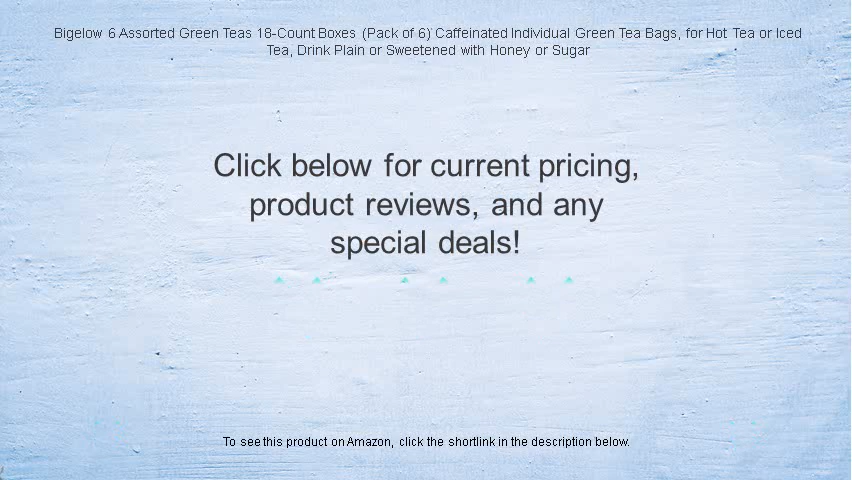 Bigelow 6 Assorted Green Teas 18-Count Boxes (Pack of 6) Caffeinated Individual Green Tea Bags, for Hot Tea or Iced
Tea, Drink Plain or Sweetened with Honey or Sugar
Click below for current pricing,
product reviews, and any
special deals!
To see this product on Amazon, click the shortlink in the description below.